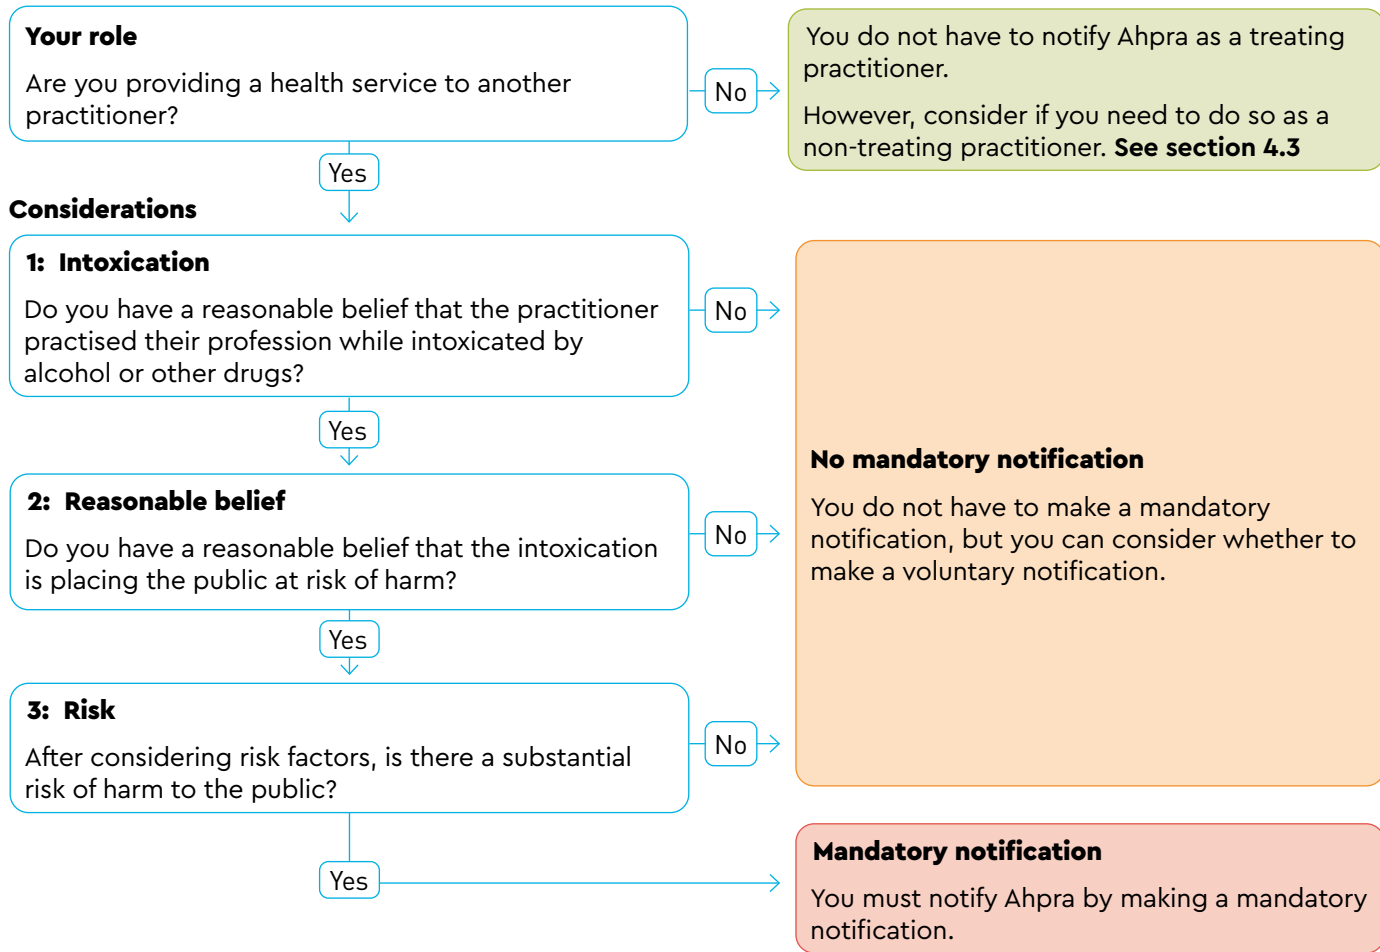 Your role
Are you providing a health service to another
practitioner?
No
You do not have to notify Ahpra as a treating
practitioner.
However, consider if you need to do so as a
non-treating practitioner. See section 4.3
Yes
Considerations
1: Intoxication
Do you have a reasonable belief that the practitioner
practised their profession while intoxicated by
alcohol or other drugs?
No
Yes
2: Reasonable belief
Do you have a reasonable belief that the intoxication
is placing the public at risk of harm?
No
Yes
3: Risk
After considering risk factors, is there a substantial
risk of harm to the public?
No
No mandatory notification
You do not have to make a mandatory
notification, but you can consider whether to
make a voluntary notification.
Yes
Mandatory notification
You must notify Ahpra by making a mandatory
notification.